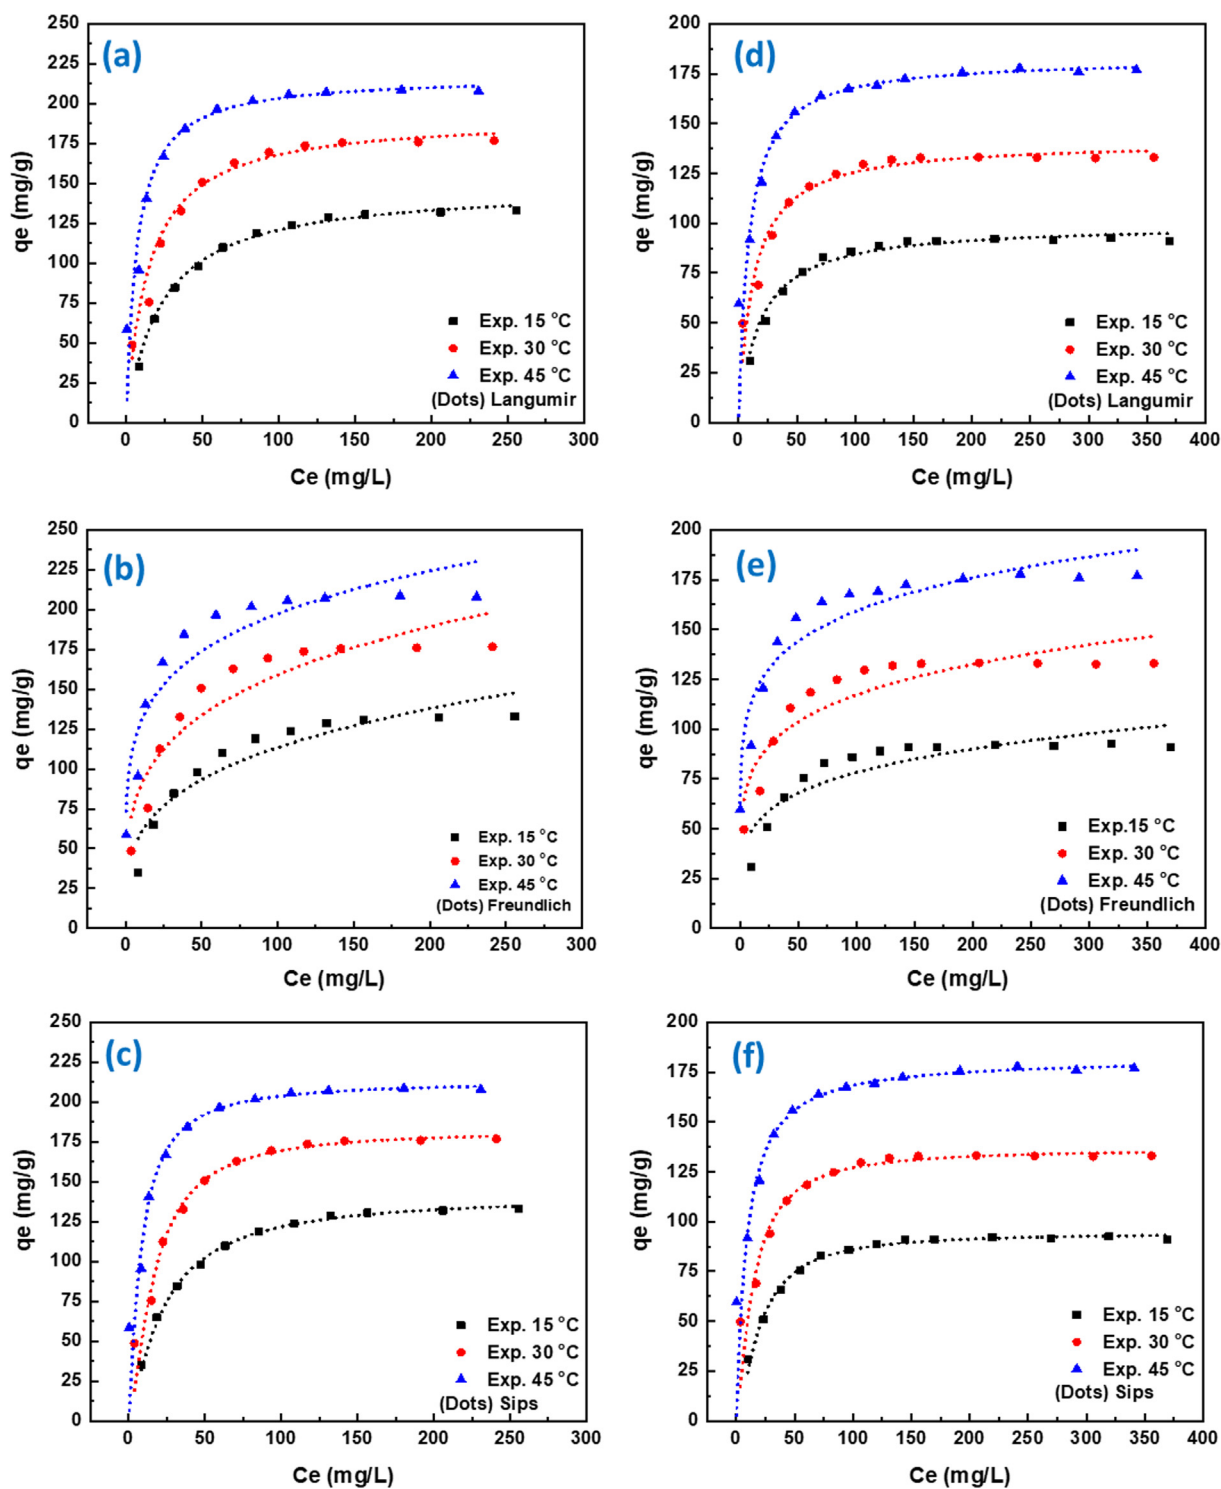 (a)
qe (mg/g)
250
225
200
175
150
125
100
75
50
25
0
Exp. 15 °C
Exp. 30 °C
Exp. 45 °C
(Dots) Langumir
0 50 100 150 200 250 300
Ce (mg/L)
(d)
qe (mg/g)
200
175
150
125
100
75
50
25
0
Exp. 15 °C
Exp. 30 °C
Exp. 45 °C
(Dots) Langumir
0 50 100 150 200 250 300 350 400
Ce (mg/L)
(b)
qe (mg/g)
250
225
200
175
150
125
100
75
50
25
0
Exp. 15 °C
Exp. 30 °C
Exp. 45 °C
(Dots) Freundlich
0 50 100 150 200 250 300
Ce (mg/L)
(e)
qe (mg/g)
200
175
150
125
100
75
50
25
0
Exp.15 °C
Exp. 30 °C
Exp. 45 °C
(Dots) Freundlich
0 50 100 150 200 250 300 350 400
Ce (mg/L)
(c)
qe (mg/g)
250
225
200
175
150
125
100
75
50
25
0
Exp. 15 °C
Exp. 30 °C
Exp. 45 °C
(Dots) Sips
0 50 100 150 200 250 300
Ce (mg/L)
(f)
qe (mg/g)
200
175
150
125
100
75
50
25
0
Exp. 15 °C
Exp. 30 °C
Exp. 45 °C
(Dots) Sips
0 50 100 150 200 250 300 350 400
Ce (mg/L)